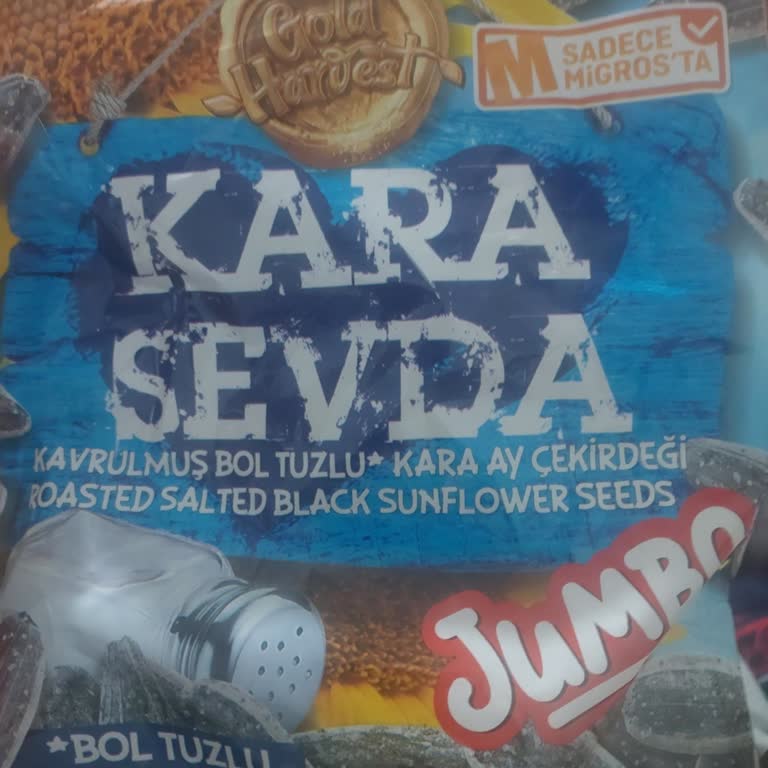 Gold
Harvest
M SADECE
MİGROS'TA
KARA
SEVDA
KAVRULMUŞ BOL TUZLU* KARA AY ÇEKİRDEĞİ
ROASTED SALTED BLACK SUNFLOWER SEEDS
JUMBO
*BOL TUZLU